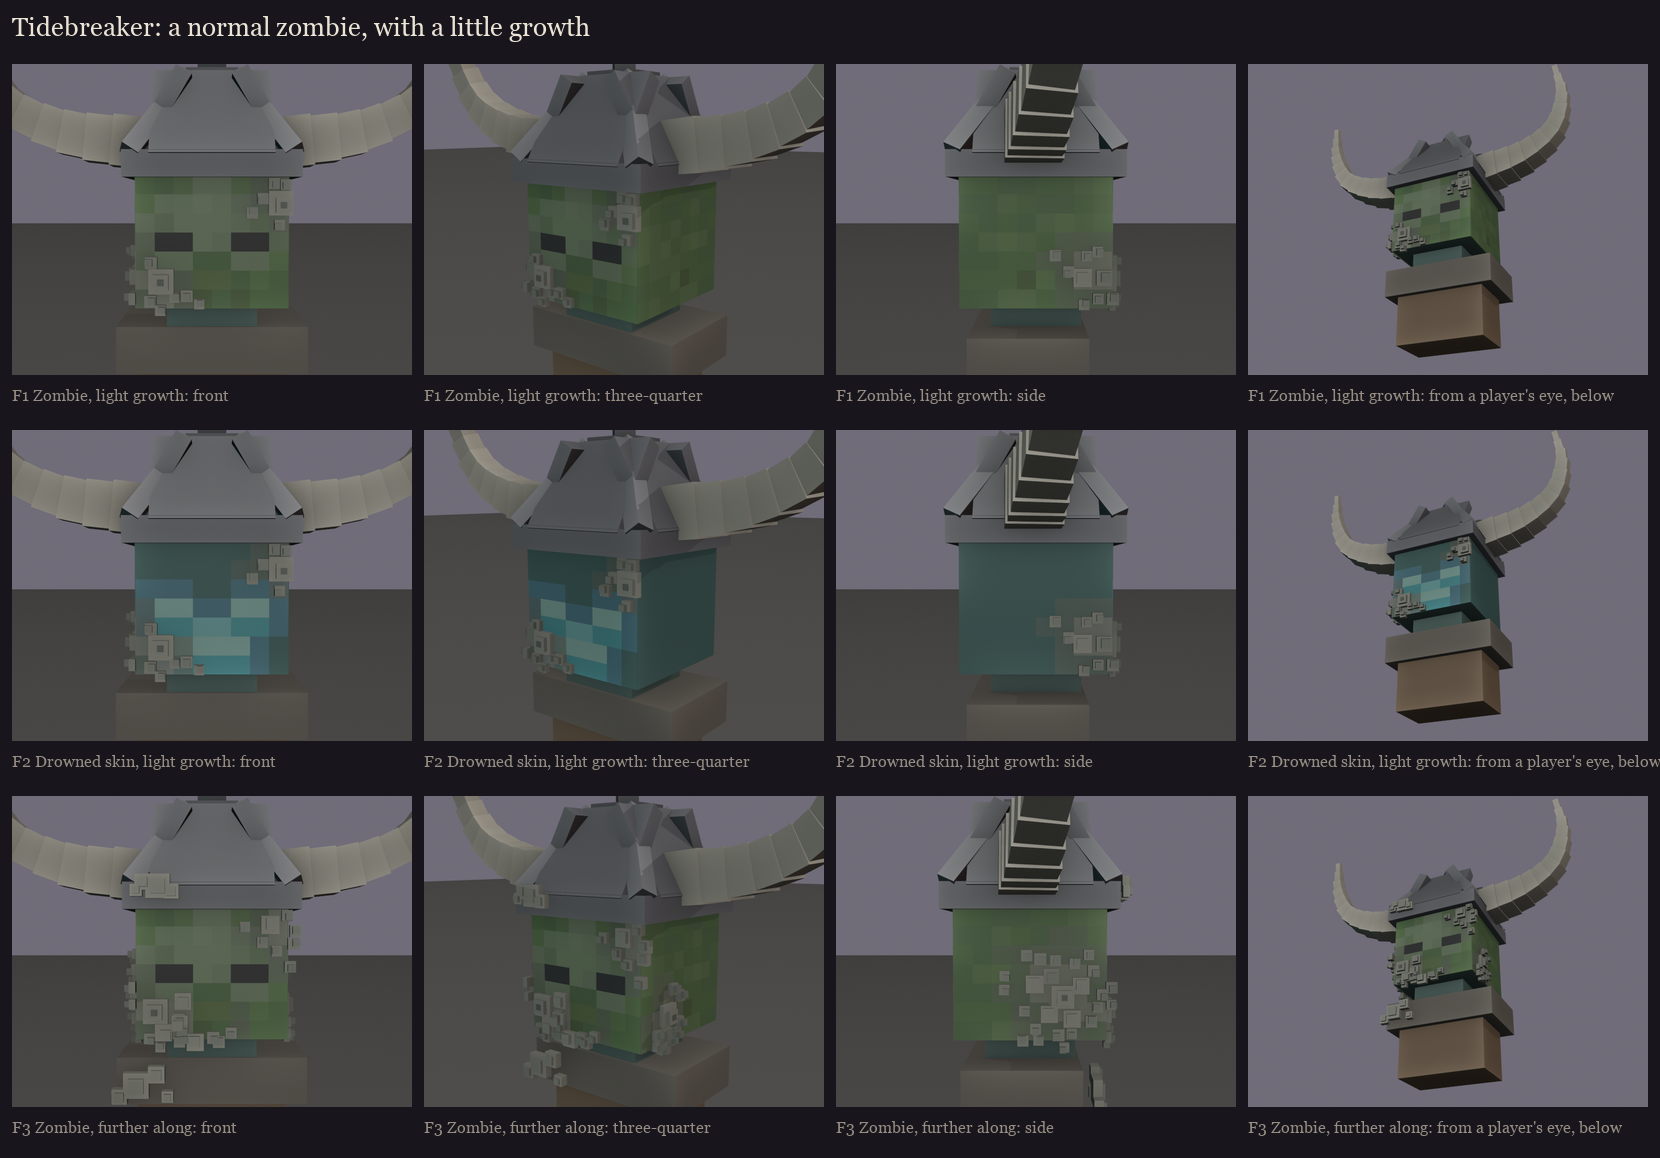 Tidebreaker: a normal zombie, with a little growth
F1 Zombie, light growth: front
F1 Zombie, light growth: three-quarter
F1 Zombie, light growth: side
F1 Zombie, light growth: from a player's eye, below
F2 Drowned skin, light growth: front
F2 Drowned skin, light growth: three-quarter
F2 Drowned skin, light growth: side
F2 Drowned skin, light growth: from a player's eye, below
F3 Zombie, further along: front
F3 Zombie, further along: three-quarter
F3 Zombie, further along: side
F3 Zombie, further along: from a player's eye, below